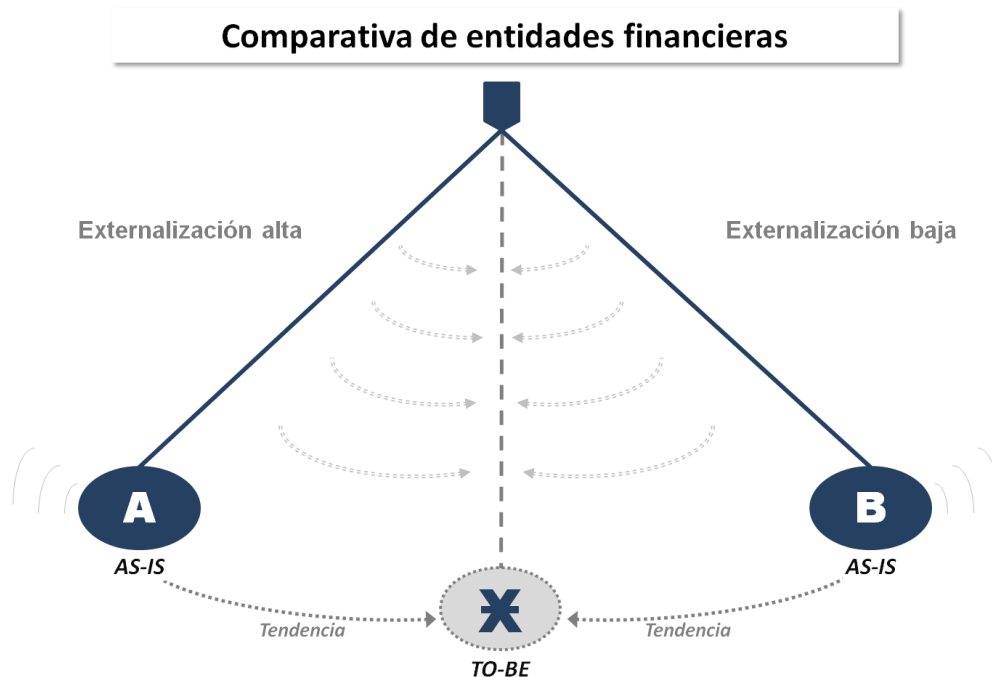 Comparativa de entidades financieras
Externalización alta
Externalización baja
A
B
AS-IS
AS-IS
X
Tendencia
Tendencia
TO-BE